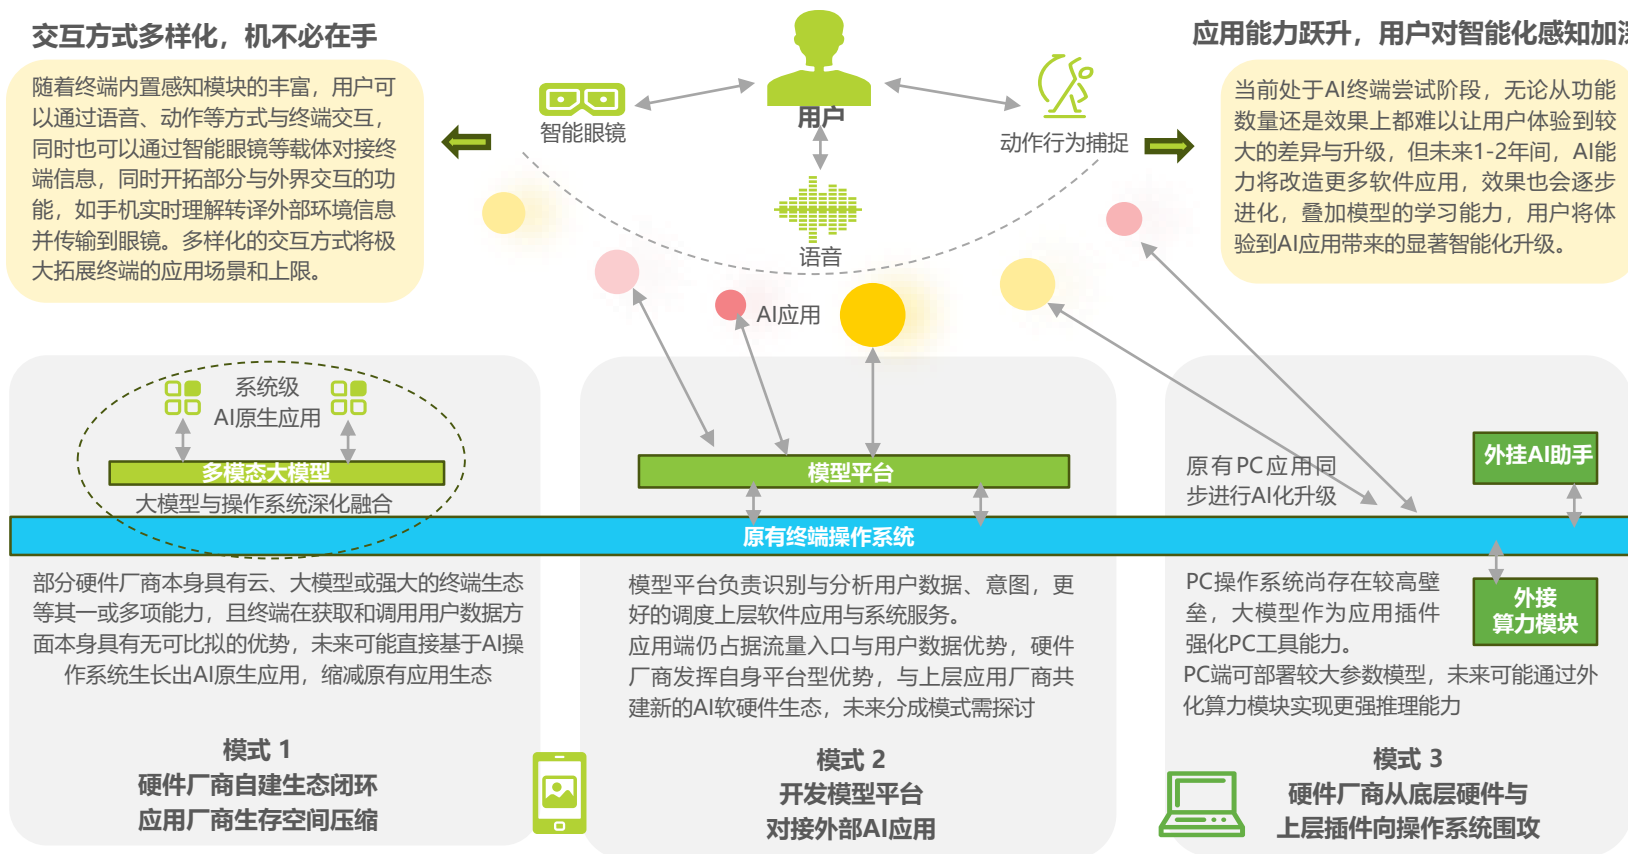 交互方式多样化，机不必在手
随着终端内置感知模块的丰富，用户可
以通过语音、动作等方式与终端交互，
同时也可以通过智能眼镜等载体对接终
端信息，同时开拓部分与外界交互的功
能，如手机实时理解转译外部环境信息
并传输到眼镜。多样化的交互方式将极
大拓展终端的应用场景和上限。
用户
智能眼镜
动作行为捕捉
语音
AI应用
应用能力跃升，用户对智能化感知加深
当前处于AI终端尝试阶段，无论从功能
数量还是效果上都难以让用户体验到较
大的差异与升级，但未来1-2年间，AI能
力将改造更多软件应用，效果也会逐步
进化，叠加模型的学习能力，用户将体
验到AI应用带来的显著智能化升级。
系统级
AI原生应用
多模态大模型
大模型与操作系统深化融合
模型平台
原有PC应用同
步进行AI化升级
外挂AI助手
原有终端操作系统
部分硬件厂商本身具有云、大模型或强大的终端生态
等其一或多项能力，且终端在获取和调用用户数据方
面本身具有无可比拟的优势，未来可能直接基于AI操
作系统生长出AI原生应用，缩减原有应用生态
模式 1
硬件厂商自建生态闭环
应用厂商生存空间压缩
模型平台负责识别与分析用户数据、意图，更
好的调度上层软件应用与系统服务。
应用端仍占据流量入口与用户数据优势，硬件
厂商发挥自身平台型优势，与上层应用厂商共
建新的AI软硬件生态，未来分成模式需探讨
模式 2
开发模型平台
对接外部AI应用
PC操作系统尚存在较高壁
垒，大模型作为应用插件
强化PC工具能力。
PC端可部署较大参数模型，未来可能通过外
化算力模块实现更强推理能力
外接
算力模块
模式 3
硬件厂商从底层硬件与
上层插件向操作系统围攻